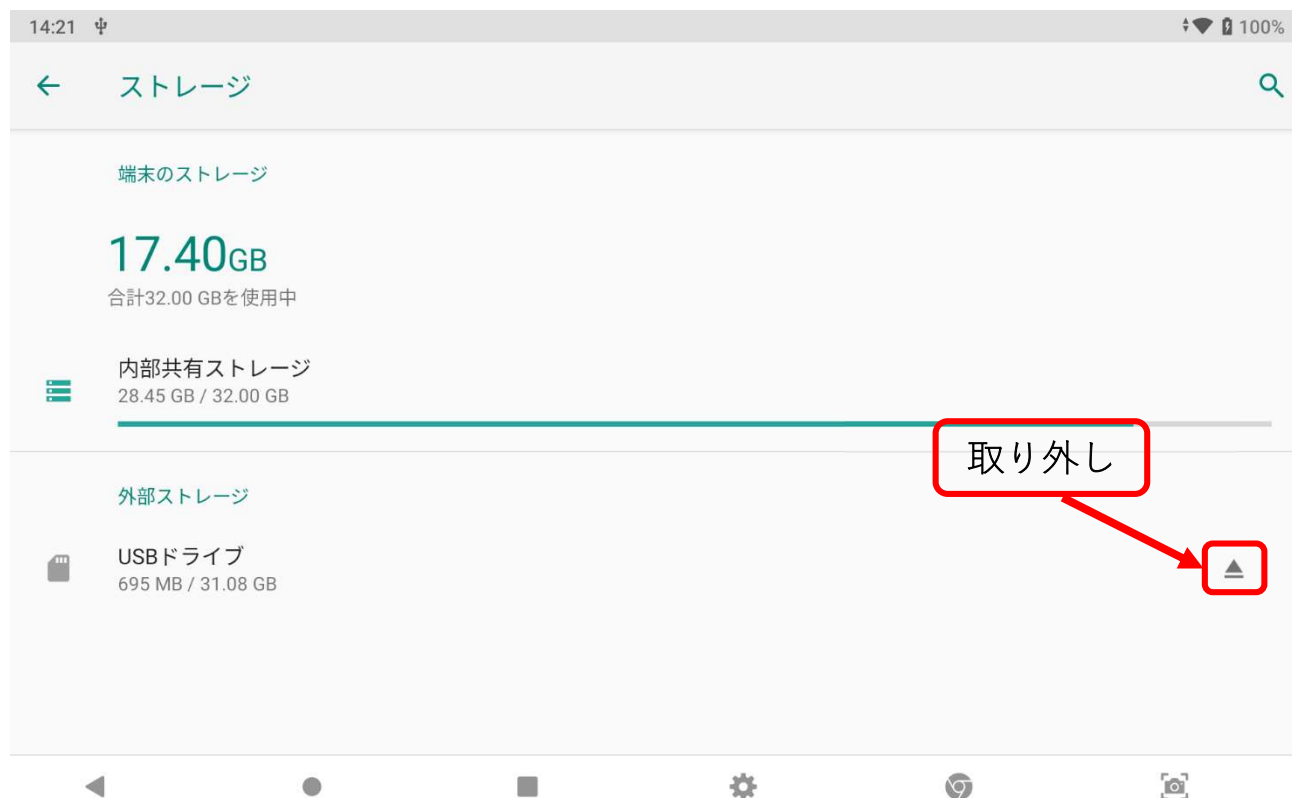 14:21 100%
ストレージ
端末のストレージ
17.40GB
合計32.00 GBを使用中
内部共有ストレージ
28.45 GB / 32.00 GB
取り外し
外部ストレージ
USBドライブ
695 MB / 31.08 GB